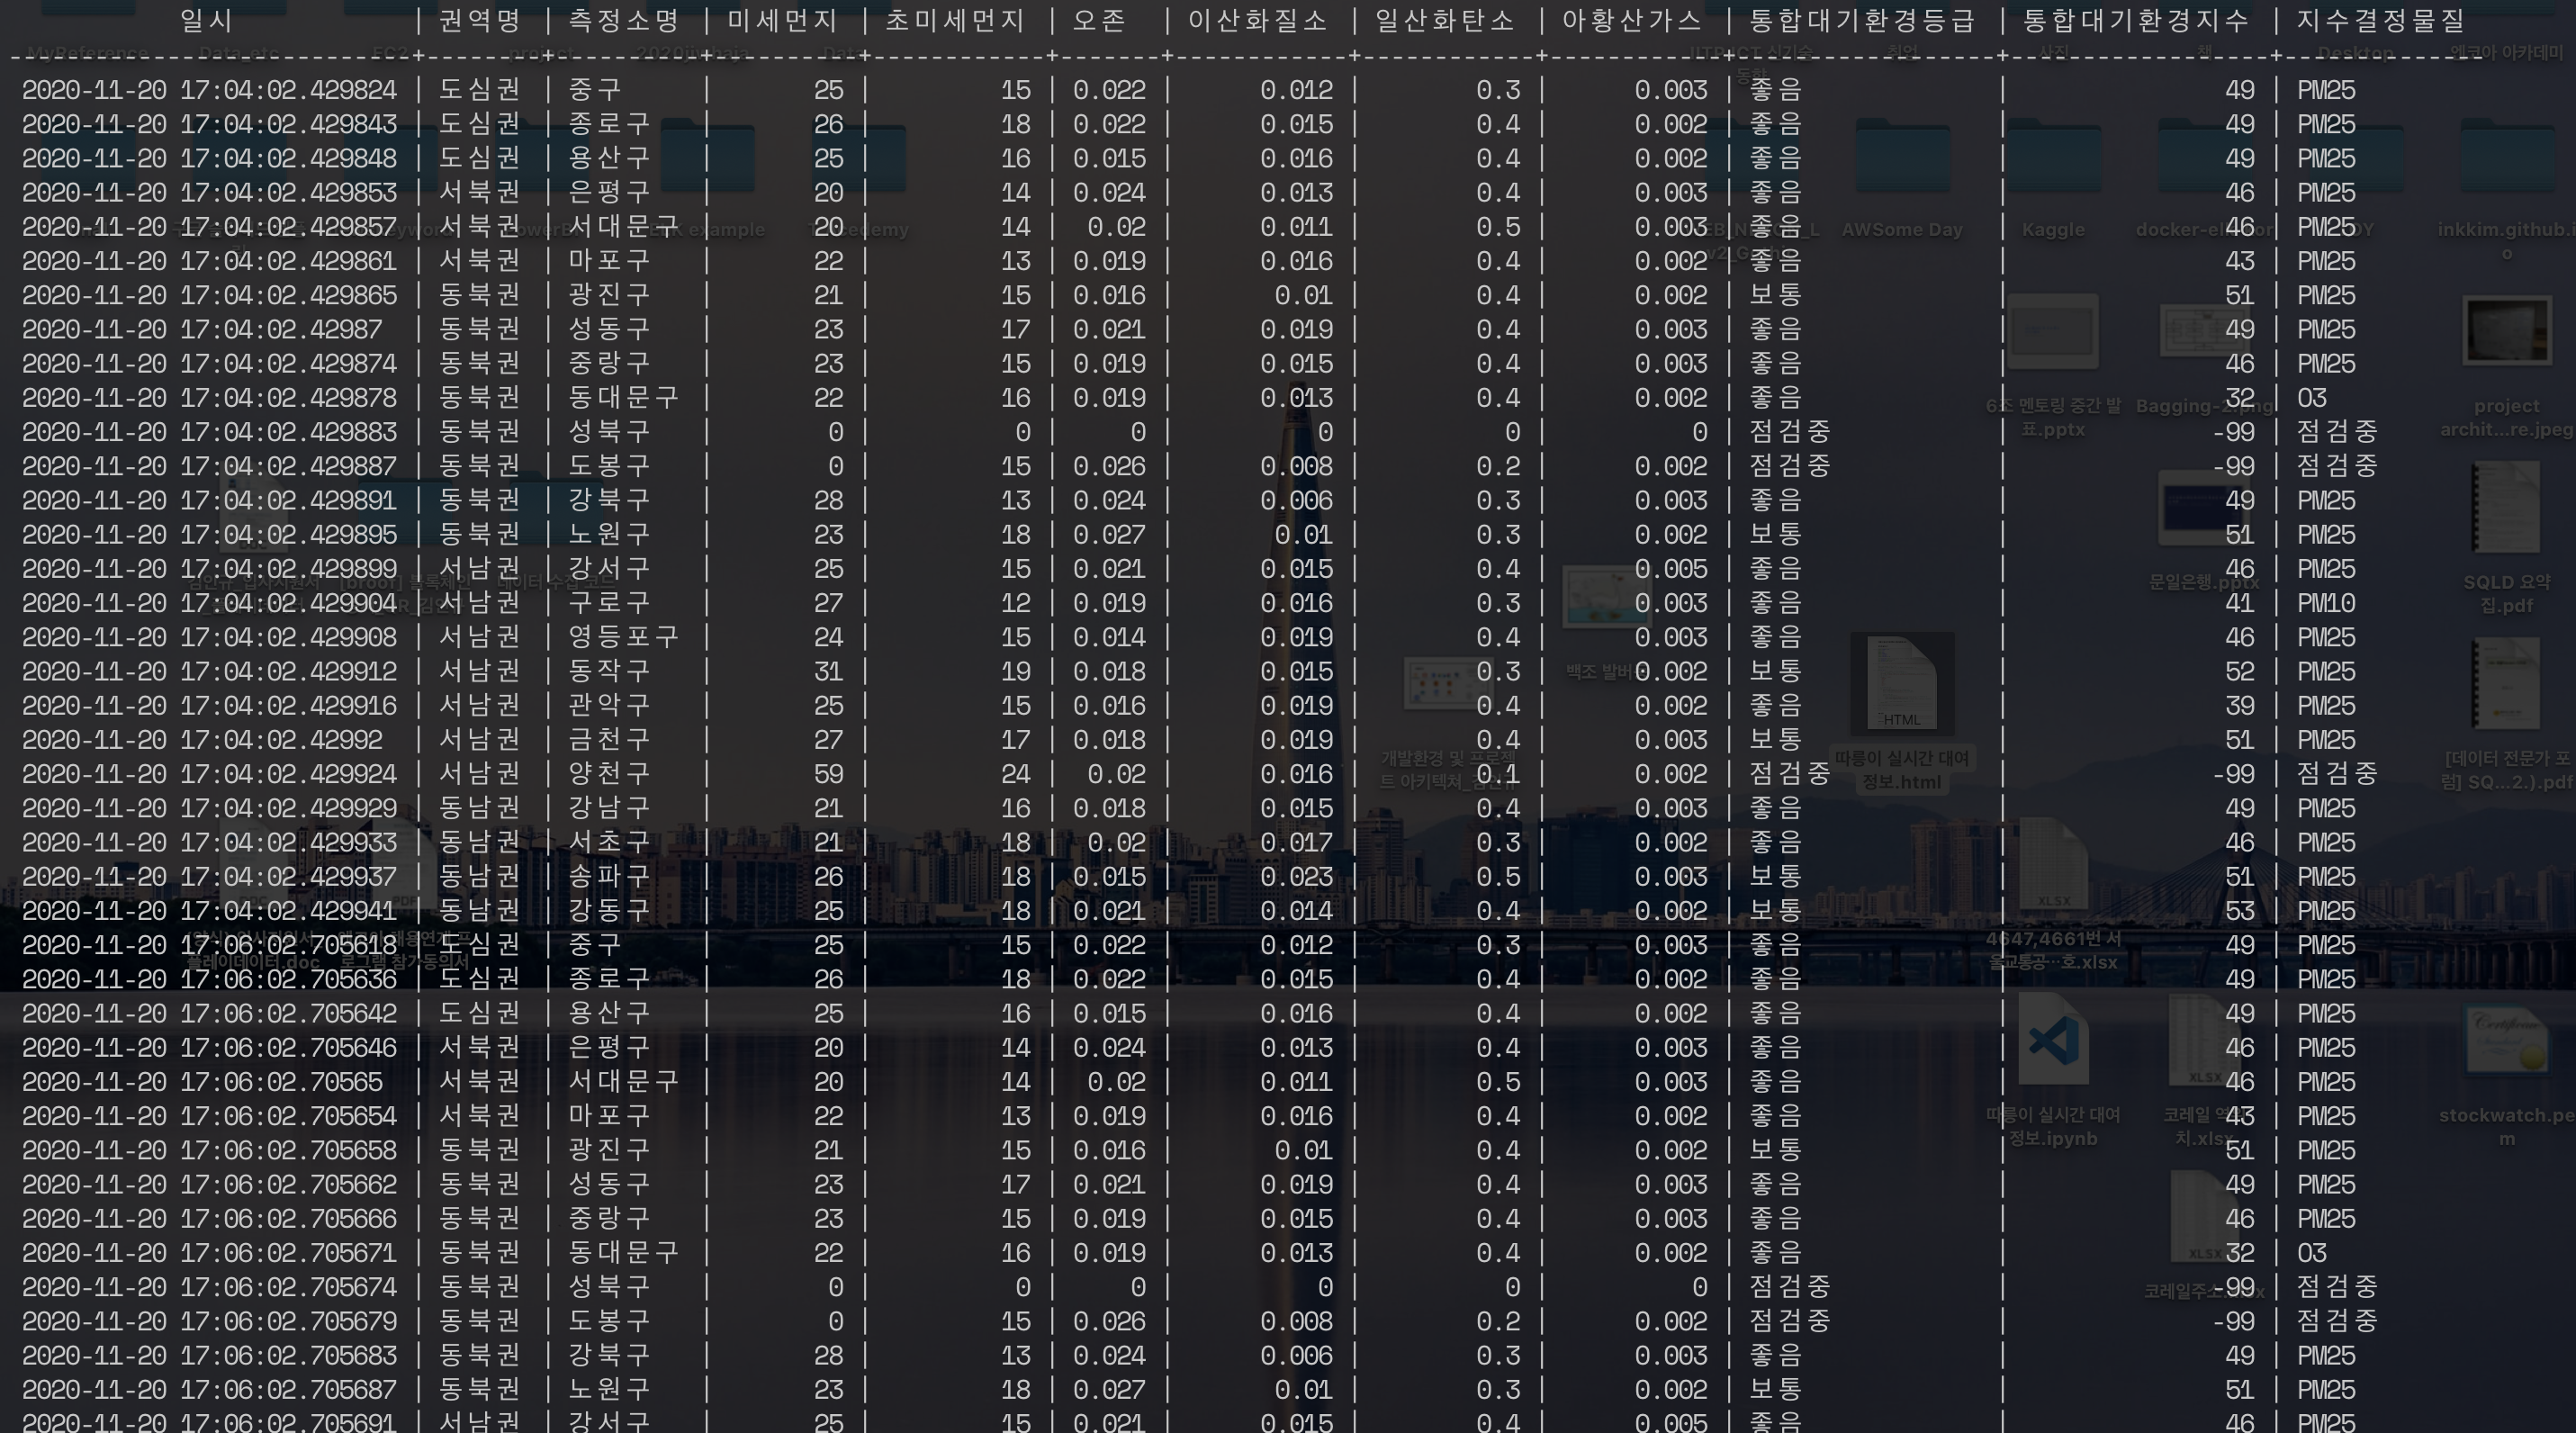 일시 | 권역명 | 측정소명 | 미세먼지 | 초미세먼지 | 오존 | 이산화질소 | 일산화탄소 | 아황산가스 | 통합대기환경등급 | 통합대기환경지수 | 지수결정물질
2020-11-20 17:04:02.429824 | 도심권 | 중구 | 25 | 15 | 0.022 | 0.012 | 0.3 | 0.003 | 좋음 | 49 | PM25
2020-11-20 17:04:02.429843 | 도심권 | 종로구 | 26 | 18 | 0.022 | 0.015 | 0.4 | 0.002 | 좋음 | 49 | PM25
2020-11-20 17:04:02.429848 | 도심권 | 용산구 | 25 | 16 | 0.015 | 0.016 | 0.4 | 0.002 | 좋음 | 49 | PM25
2020-11-20 17:04:02.429853 | 서북권 | 은평구 | 20 | 14 | 0.024 | 0.013 | 0.4 | 0.003 | 좋음 | 46 | PM25
2020-11-20 17:04:02.429857 | 서북권 | 서대문구 | 20 | 14 | 0.02 | 0.011 | 0.5 | 0.003 | 좋음 | 46 | PM25
2020-11-20 17:04:02.429861 | 서북권 | 마포구 | 22 | 13 | 0.019 | 0.016 | 0.4 | 0.002 | 좋음 | 43 | PM25
2020-11-20 17:04:02.429865 | 동북권 | 광진구 | 21 | 15 | 0.016 | 0.01 | 0.4 | 0.002 | 보통 | 51 | PM25
2020-11-20 17:04:02.42987 | 동북권 | 성동구 | 23 | 17 | 0.021 | 0.019 | 0.4 | 0.003 | 좋음 | 49 | PM25
2020-11-20 17:04:02.429874 | 동북권 | 중랑구 | 23 | 15 | 0.019 | 0.015 | 0.4 | 0.003 | 좋음 | 46 | PM25
2020-11-20 17:04:02.429878 | 동북권 | 동대문구 | 22 | 16 | 0.019 | 0.013 | 0.4 | 0.002 | 좋음 | 32 | O3
2020-11-20 17:04:02.429883 | 동북권 | 성북구 | 0 | 0 | 0 | 0 | 0 | 0 | 점검중 | -99 | 점검중
2020-11-20 17:04:02.429887 | 동북권 | 도봉구 | 0 | 15 | 0.026 | 0.008 | 0.2 | 0.002 | 점검중 | -99 | 점검중
2020-11-20 17:04:02.429891 | 동북권 | 강북구 | 28 | 13 | 0.024 | 0.006 | 0.3 | 0.003 | 좋음 | 49 | PM25
2020-11-20 17:04:02.429895 | 동북권 | 노원구 | 23 | 18 | 0.027 | 0.01 | 0.3 | 0.002 | 보통 | 51 | PM25
2020-11-20 17:04:02.429899 | 서남권 | 강서구 | 25 | 15 | 0.021 | 0.015 | 0.4 | 0.005 | 좋음 | 46 | PM25
2020-11-20 17:04:02.429904 | 서남권 | 구로구 | 27 | 12 | 0.019 | 0.016 | 0.3 | 0.003 | 좋음 | 41 | PM10
2020-11-20 17:04:02.429908 | 서남권 | 영등포구 | 24 | 15 | 0.014 | 0.019 | 0.4 | 0.003 | 좋음 | 46 | PM25
2020-11-20 17:04:02.429912 | 서남권 | 동작구 | 31 | 19 | 0.018 | 0.015 | 0.3 | 0.002 | 보통 | 52 | PM25
2020-11-20 17:04:02.429916 | 서남권 | 관악구 | 25 | 15 | 0.016 | 0.019 | 0.4 | 0.002 | 좋음 | 39 | PM25
2020-11-20 17:04:02.42992 | 서남권 | 금천구 | 27 | 17 | 0.018 | 0.019 | 0.4 | 0.003 | 보통 | 51 | PM25
2020-11-20 17:04:02.429924 | 서남권 | 양천구 | 59 | 24 | 0.02 | 0.016 | 0.1 | 0.002 | 점검중 | -99 | 점검중
2020-11-20 17:04:02.429929 | 동남권 | 강남구 | 21 | 16 | 0.018 | 0.015 | 0.4 | 0.003 | 좋음 | 49 | PM25
2020-11-20 17:04:02.429933 | 동남권 | 서초구 | 21 | 18 | 0.02 | 0.017 | 0.3 | 0.002 | 좋음 | 46 | PM25
2020-11-20 17:04:02.429937 | 동남권 | 송파구 | 26 | 18 | 0.015 | 0.023 | 0.5 | 0.003 | 보통 | 51 | PM25
2020-11-20 17:04:02.429941 | 동남권 | 강동구 | 25 | 18 | 0.021 | 0.014 | 0.4 | 0.002 | 보통 | 53 | PM25
2020-11-20 17:06:02.705618 | 도심권 | 중구 | 25 | 15 | 0.022 | 0.012 | 0.3 | 0.003 | 좋음 | 49 | PM25
2020-11-20 17:06:02.705636 | 도심권 | 종로구 | 26 | 18 | 0.022 | 0.015 | 0.4 | 0.002 | 좋음 | 49 | PM25
2020-11-20 17:06:02.705642 | 도심권 | 용산구 | 25 | 16 | 0.015 | 0.016 | 0.4 | 0.002 | 좋음 | 49 | PM25
2020-11-20 17:06:02.705646 | 서북권 | 은평구 | 20 | 14 | 0.024 | 0.013 | 0.4 | 0.003 | 좋음 | 46 | PM25
2020-11-20 17:06:02.70565 | 서북권 | 서대문구 | 20 | 14 | 0.02 | 0.011 | 0.5 | 0.003 | 좋음 | 46 | PM25
2020-11-20 17:06:02.705654 | 서북권 | 마포구 | 22 | 13 | 0.019 | 0.016 | 0.4 | 0.002 | 좋음 | 43 | PM25
2020-11-20 17:06:02.705658 | 동북권 | 광진구 | 21 | 15 | 0.016 | 0.01 | 0.4 | 0.002 | 보통 | 51 | PM25
2020-11-20 17:06:02.705662 | 동북권 | 성동구 | 23 | 17 | 0.021 | 0.019 | 0.4 | 0.003 | 좋음 | 49 | PM25
2020-11-20 17:06:02.705666 | 동북권 | 중랑구 | 23 | 15 | 0.019 | 0.015 | 0.4 | 0.003 | 좋음 | 46 | PM25
2020-11-20 17:06:02.705671 | 동북권 | 동대문구 | 22 | 16 | 0.019 | 0.013 | 0.4 | 0.002 | 좋음 | 32 | O3
2020-11-20 17:06:02.705674 | 동북권 | 성북구 | 0 | 0 | 0 | 0 | 0 | 0 | 점검중 | -99 | 점검중
2020-11-20 17:06:02.705679 | 동북권 | 도봉구 | 0 | 15 | 0.026 | 0.008 | 0.2 | 0.002 | 점검중 | -99 | 점검중
2020-11-20 17:06:02.705683 | 동북권 | 강북구 | 28 | 13 | 0.024 | 0.006 | 0.3 | 0.003 | 좋음 | 49 | PM25
2020-11-20 17:06:02.705687 | 동북권 | 노원구 | 23 | 18 | 0.027 | 0.01 | 0.3 | 0.002 | 보통 | 51 | PM25
2020-11-20 17:06:02.705691 | 서남권 | 강서구 | 25 | 15 | 0.021 | 0.015 | 0.4 | 0.005 | 좋음 | 46 | PM25